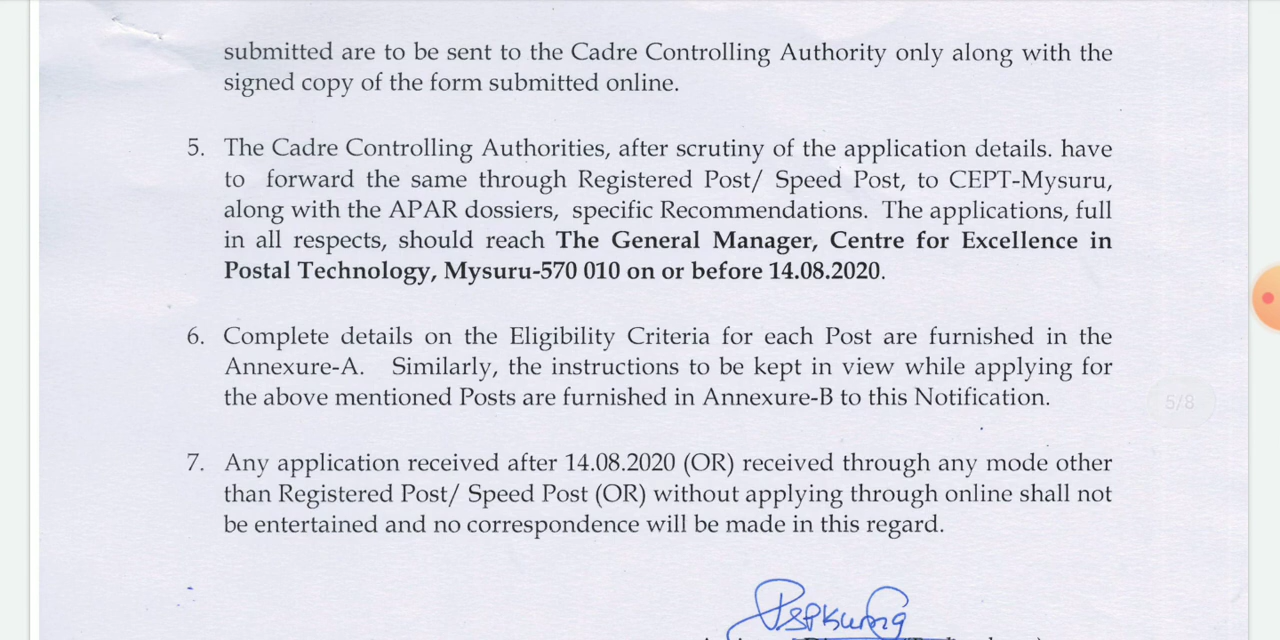 submitted are to be sent to the Cadre Controlling Authority only along with the
signed copy of the form submitted online.
5. The Cadre Controlling Authorities, after scrutiny of the application details. have
to forward the same through Registered Post/ Speed Post, to CEPT-Mysuru,
along with the APAR dossiers, specific Recommendations. The applications, full
in all respects, should reach The General Manager, Centre for Excellence in
Postal Technology, Mysuru-570 010 on or before 14.08.2020.
6. Complete details on the Eligibility Criteria for each Post are furnished in the
Annexure-A. Similarly, the instructions to be kept in view while applying for
the above mentioned Posts are furnished in Annexure-B to this Notification.
5/8
7. Any application received after 14.08.2020 (OR) received through any mode other
than Registered Post/ Speed Post (OR) without applying through online shall not
be entertained and no correspondence will be made in this regard.